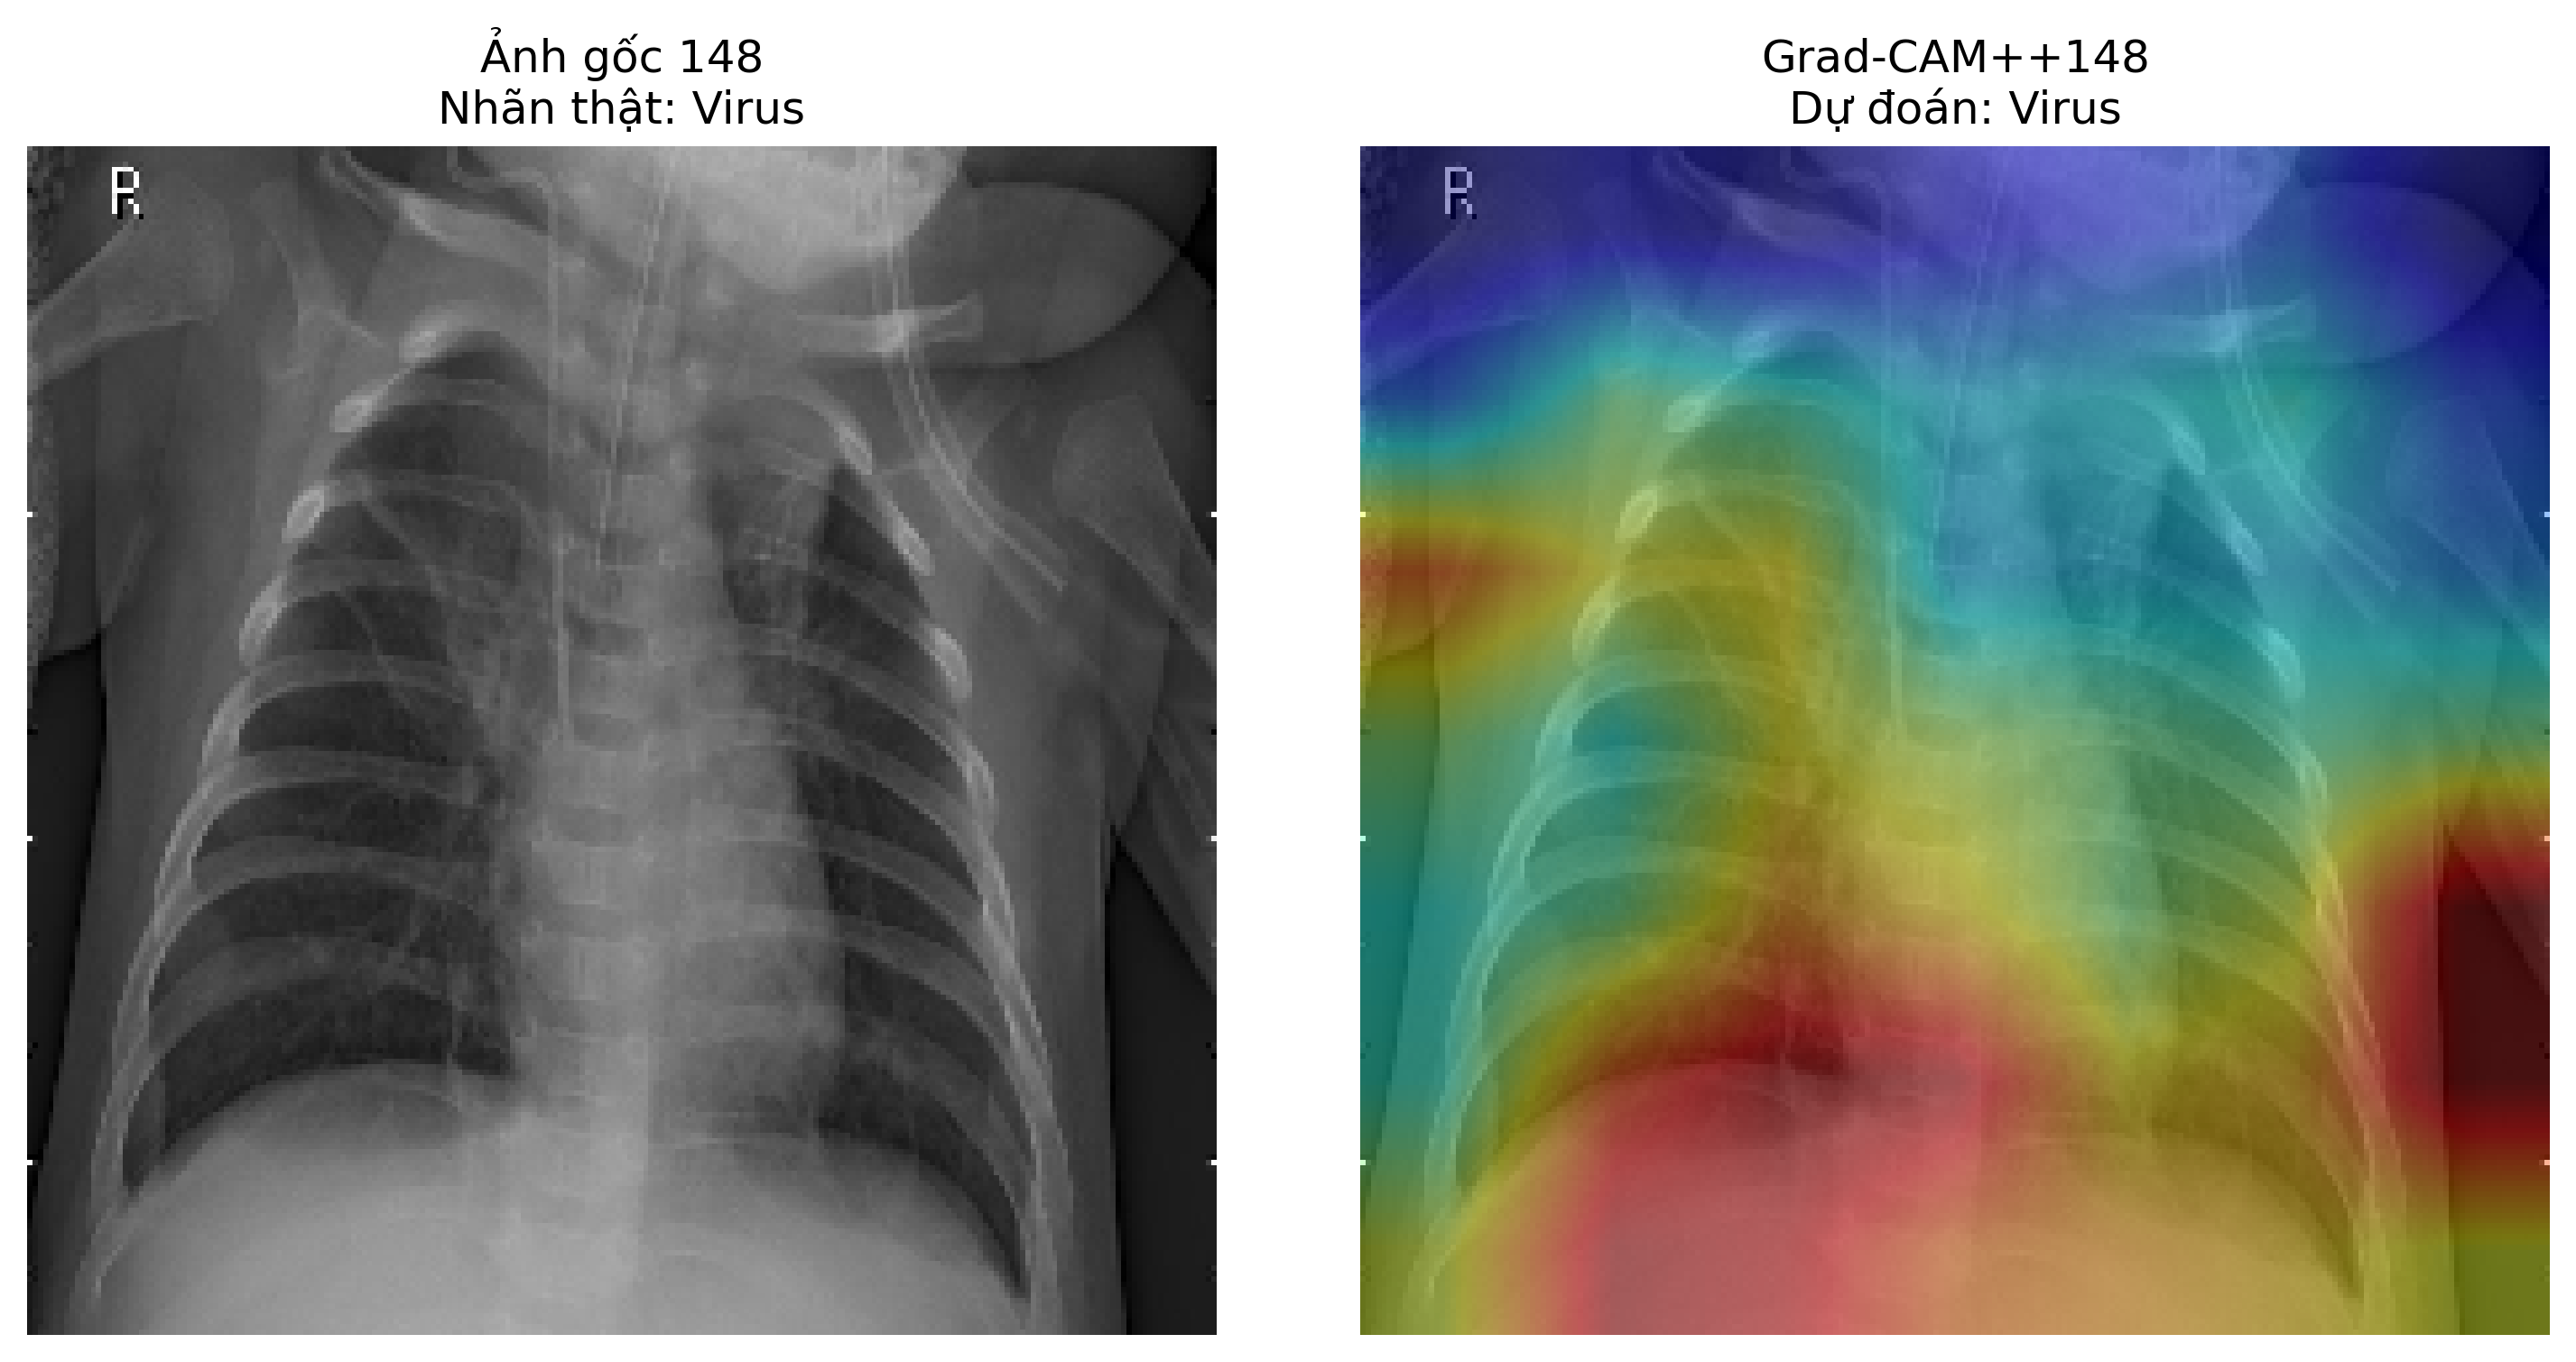 Ảnh gốc 148
Nhãn thật: Virus
R
Grad-CAM++148
Dự đoán: Virus
R